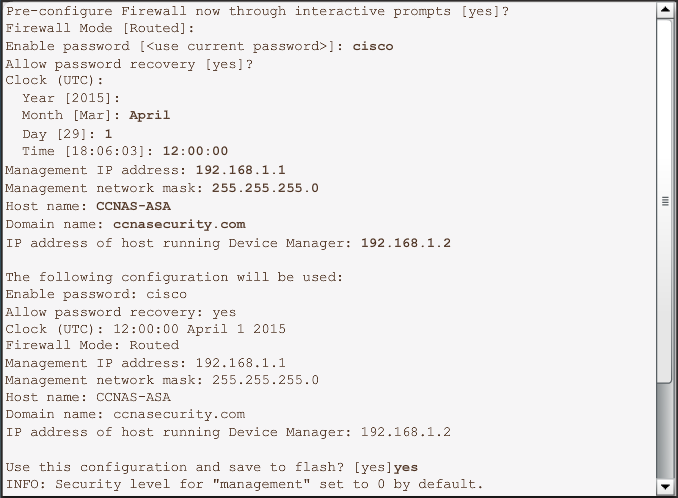 Pre-configure Firewall now through interactive prompts [yes]?
Firewall Mode [Routed]:
Enable password [<use current password>]: cisco
Allow password recovery [yes]?
Clock (UTC):
  Year [2015]:
  Month [Mar]: April
  Day [29]: 1
  Time [18:06:03]: 12:00:00
Management IP address: 192.168.1.1
Management network mask: 255.255.255.0
Host name: CCNAS-ASA
Domain name: ccnasecurity.com
IP address of host running Device Manager: 192.168.1.2

The following configuration will be used:
Enable password: cisco
Allow password recovery: yes
Clock (UTC): 12:00:00 April 1 2015
Firewall Mode: Routed
Management IP address: 192.168.1.1
Management network mask: 255.255.255.0
Host name: CCNAS-ASA
Domain name: ccnasecurity.com
IP address of host running Device Manager: 192.168.1.2

Use this configuration and save to flash? [yes]yes
INFO: Security level for "management" set to 0 by default.